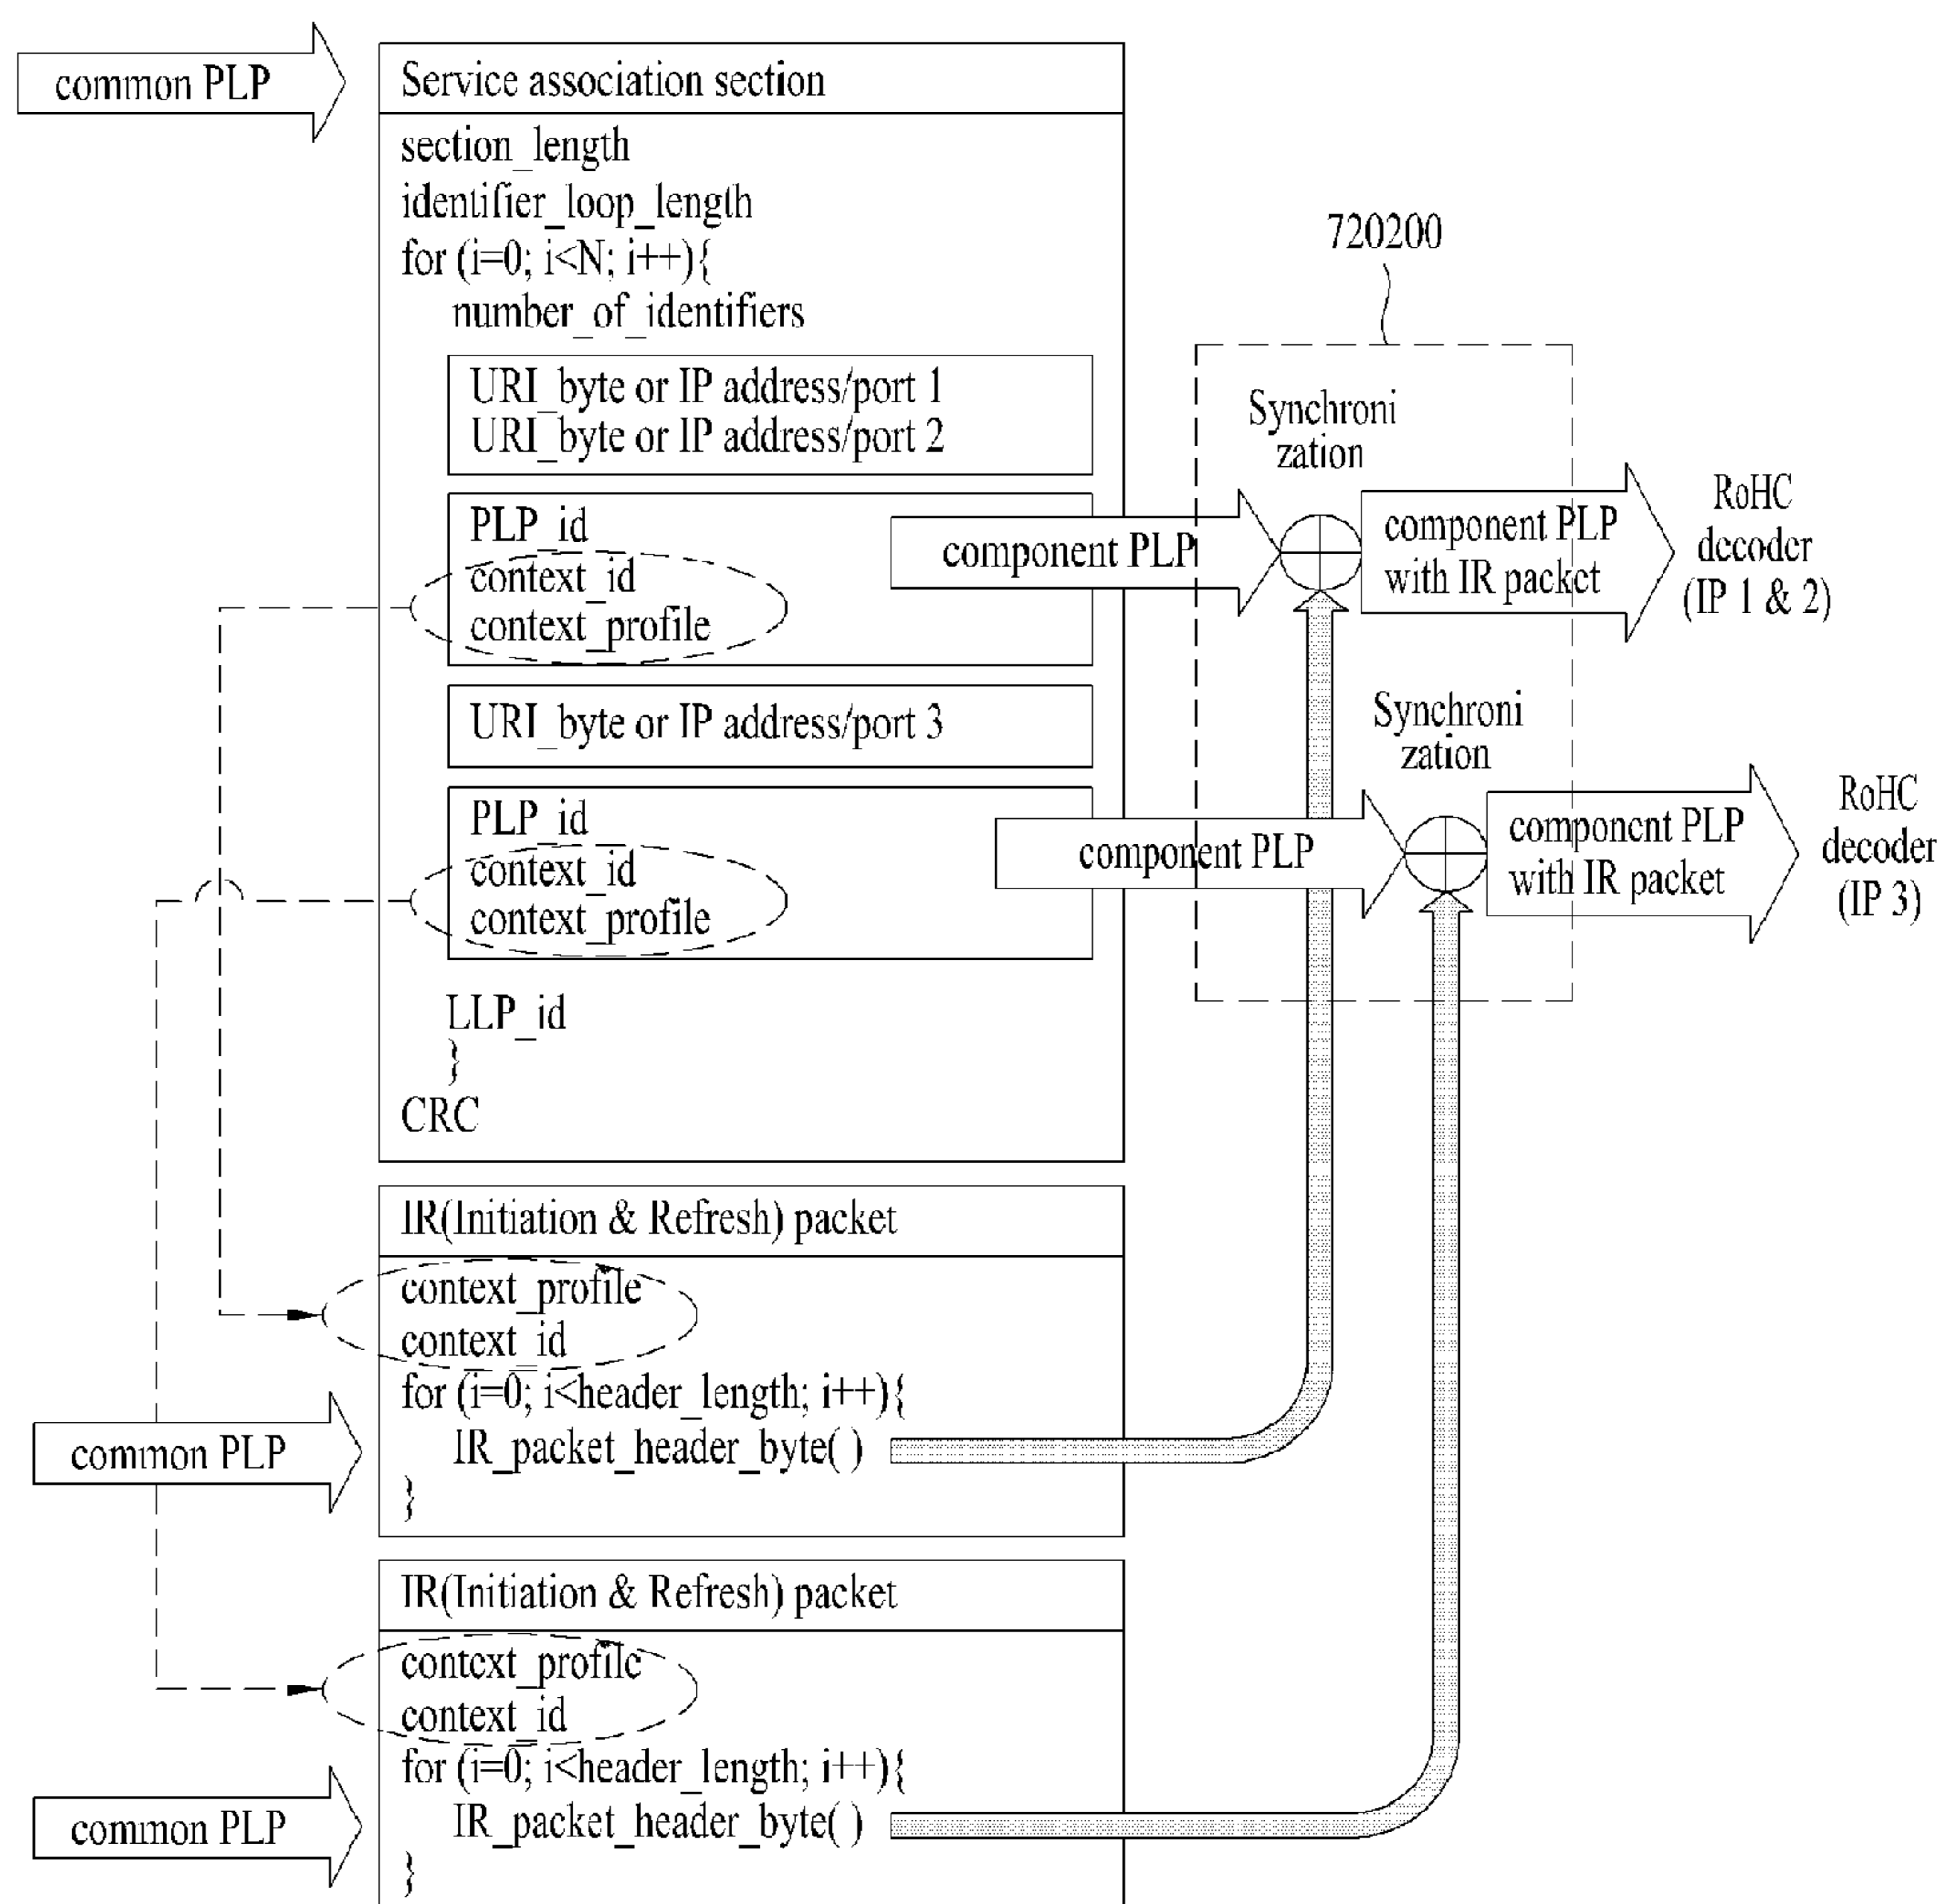 common PLP
Service association section
section_length
identifier_loop_length
for (i=0; i<N; i++){
number_of_identifiers
URI_byte or IP address/port 1
URI_byte or IP address/port 2
PLP_id
context_id
context_profile
URI_byte or IP address/port 3
PLP_id
context_id
context_profile
LLP_id
}
CRC
720200
Synchroni
zation
component PLP
component PLP
with IR packet
RoHC
decoder
(IP 1 & 2)
Synchroni
zation
component PLP
component PLP
with IR packet
RoHC
decoder
(IP 3)
IR(Initiation & Refresh) packet
context_profile
context_id
for (i=0; i<header_length; i++){
common PLP
IR_packet_header_byte( )
}
IR(Initiation & Refresh) packet
context_profile
context_id
for (i=0; i<header_length; i++){
common PLP
IR_packet_header_byte( )
}